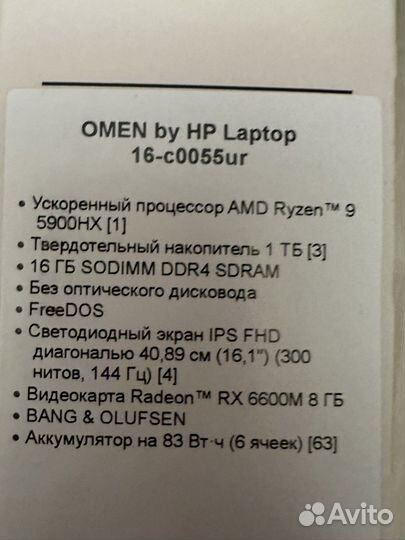 OMEN by HP Laptop
16-c0055ur
• Ускоренный процессор AMD Ryzen™ 9
5900HX [1]
• Твердотельный накопитель 1 ТБ [3]
• 16 ГБ SODIMM DDR4 SDRAM
• Без оптического дисковода
• FreeDOS
• Светодиодный экран IPS FHD
диагональю 40,89 см (16,1") (300
нитов, 144 Гц) [4]
• Видеокарта Radeon™ RX 6600M 8 ГБ
• BANG & OLUFSEN
• Аккумулятор на 83 Вт·ч (6 ячеек) [63]
Avito